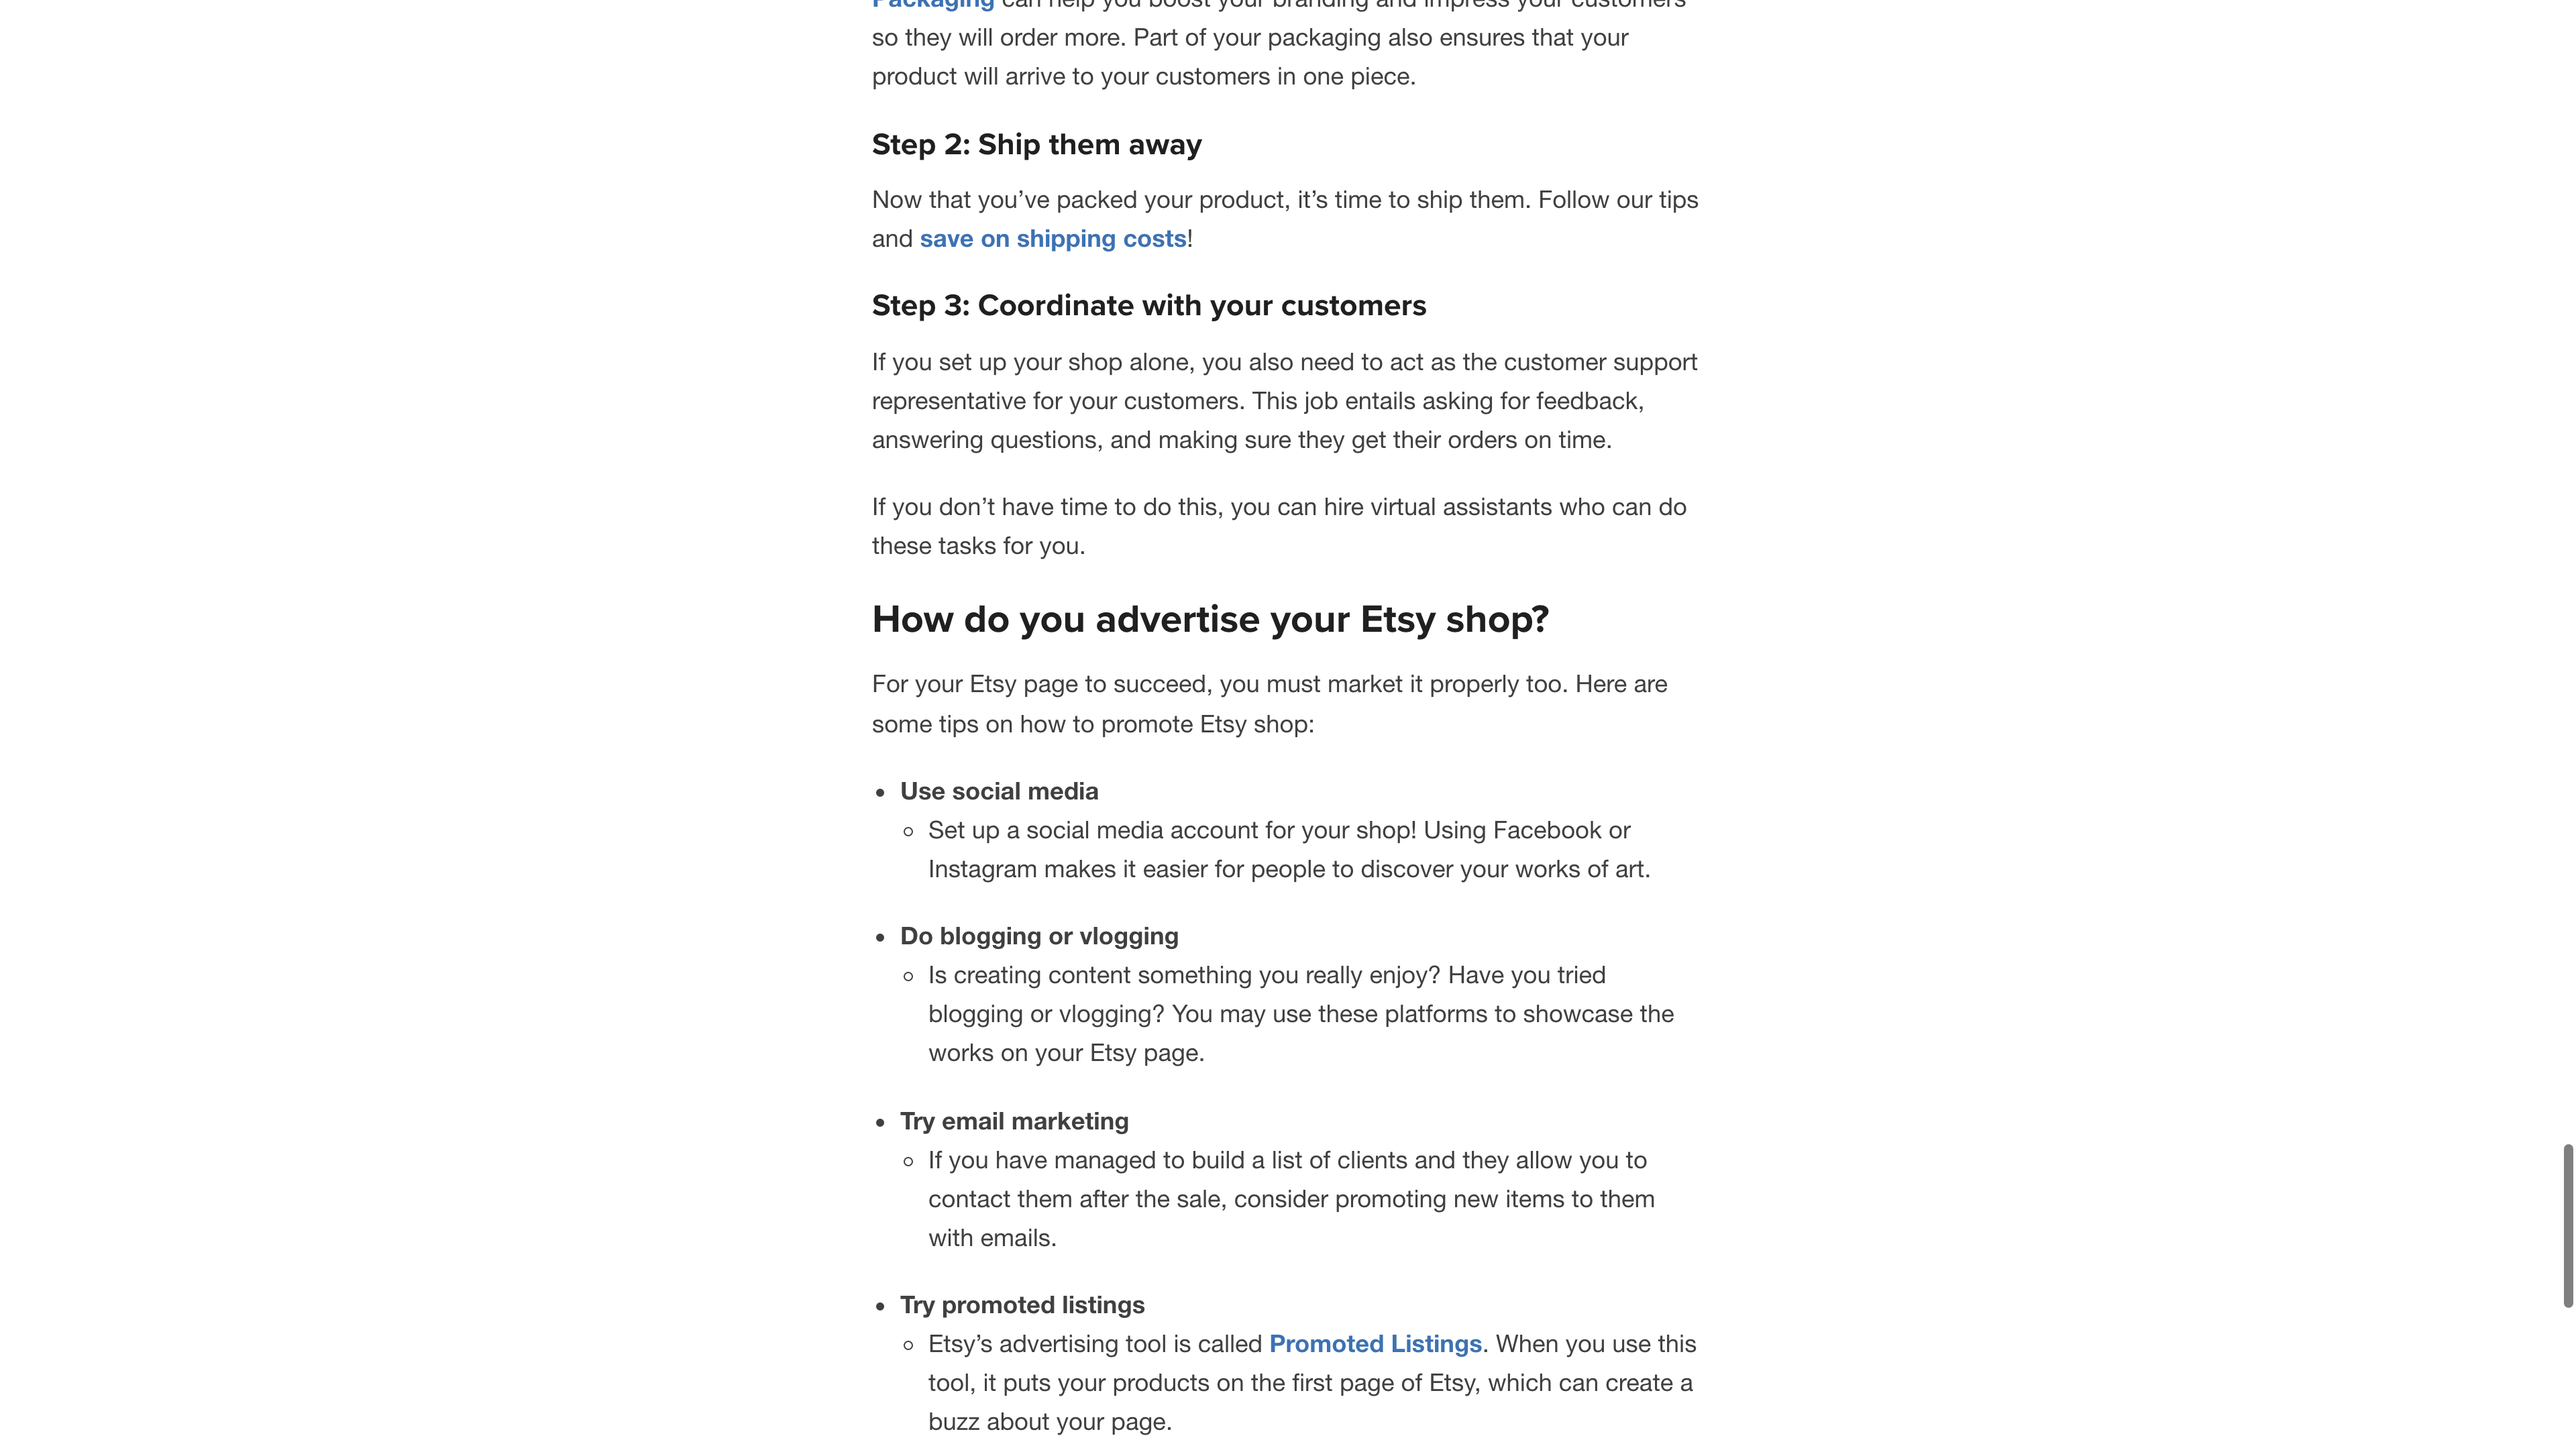 Packaging can help you boost your branding and impress your customers
so they will order more. Part of your packaging also ensures that your
product will arrive to your customers in one piece.
Step 2: Ship them away
Now that you’ve packed your product, it’s time to ship them. Follow our tips
and save on shipping costs!
Step 3: Coordinate with your customers
If you set up your shop alone, you also need to act as the customer support
representative for your customers. This job entails asking for feedback,
answering questions, and making sure they get their orders on time.
If you don’t have time to do this, you can hire virtual assistants who can do
these tasks for you.
How do you advertise your Etsy shop?
For your Etsy page to succeed, you must market it properly too. Here are
some tips on how to promote Etsy shop:
• Use social media
◦ Set up a social media account for your shop! Using Facebook or
Instagram makes it easier for people to discover your works of art.
• Do blogging or vlogging
◦ Is creating content something you really enjoy? Have you tried
blogging or vlogging? You may use these platforms to showcase the
works on your Etsy page.
• Try email marketing
◦ If you have managed to build a list of clients and they allow you to
contact them after the sale, consider promoting new items to them
with emails.
• Try promoted listings
◦ Etsy’s advertising tool is called Promoted Listings. When you use this
tool, it puts your products on the first page of Etsy, which can create a
buzz about your page.